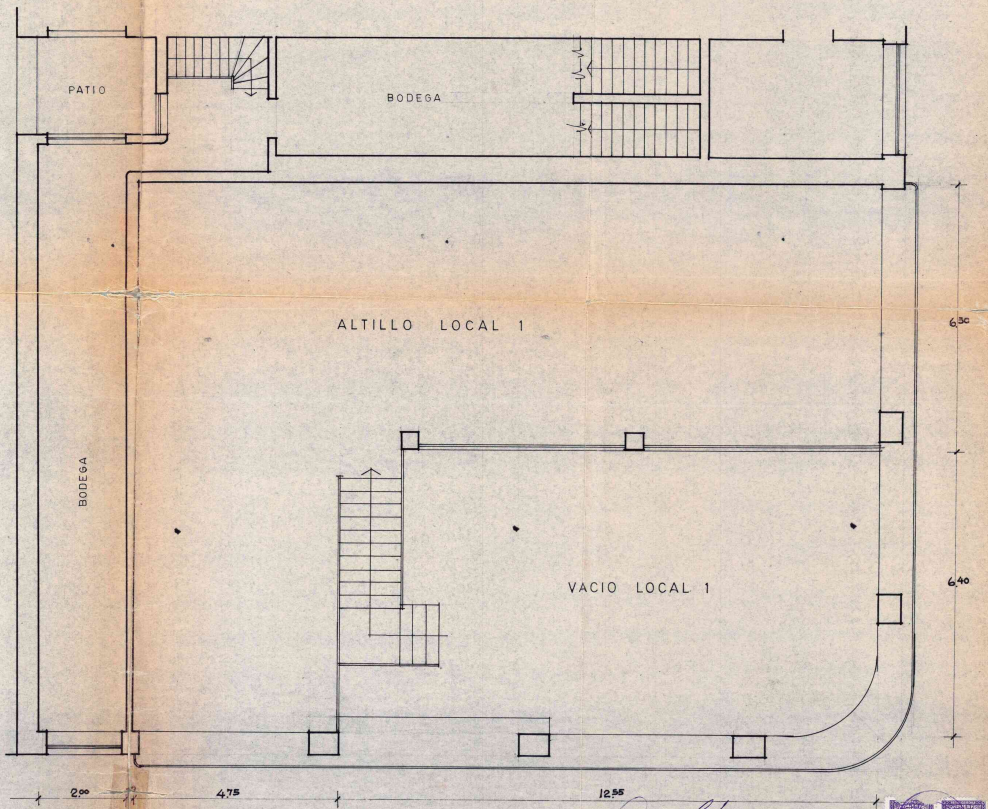 PATIO
BODEGA
ALTILLO LOCAL 1
6,30
BODEGA
VACIO LOCAL 1
6,40
2,00
4,75
12,55